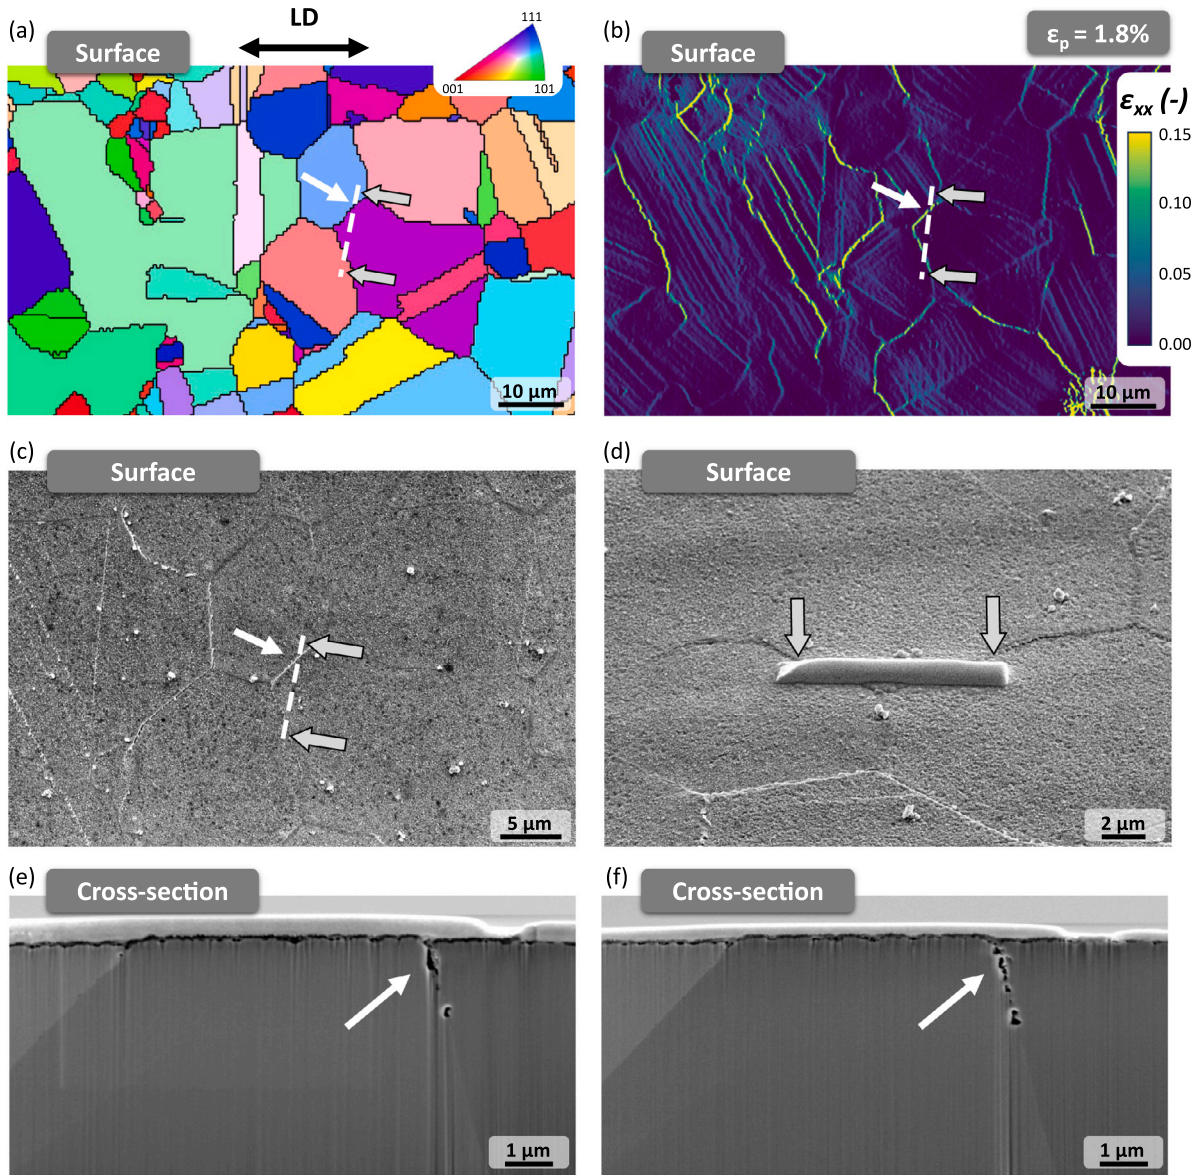 (a)
Surface
LD
111
001
101
10 µm
(b)
Surface
εp = 1.8%
εxx (-)
0.15
0.10
0.05
0.00
10 µm
(c)
Surface
5 µm
(d)
Surface
2 µm
(e)
Cross-section
1 µm
(f)
Cross-section
1 µm